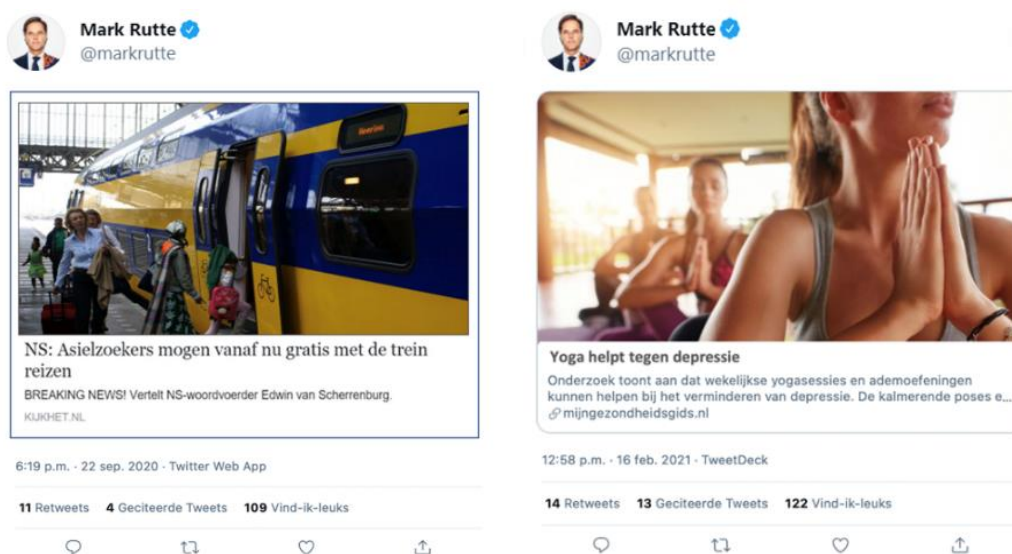 Mark Rutte
@markrutte
NS: Asielzoekers mogen vanaf nu gratis met de trein
reizen
BREAKING NEWS! Vertelt NS-woordvoerder Edwin van Scherrenburg.
KIJKHET.NL
6:19 p.m. · 22 sep. 2020 · Twitter Web App
11 Retweets 4 Geciteerde Tweets 109 Vind-ik-leuks
Mark Rutte
@markrutte
Yoga helpt tegen depressie
Onderzoek toont aan dat wekelijkse yogasessies en ademoefeningen
kunnen helpen bij het verminderen van depressie. De kalmerende poses e...
mijngezondheidsgids.nl
12:58 p.m. · 16 feb. 2021 · TweetDeck
14 Retweets 13 Geciteerde Tweets 122 Vind-ik-leuks